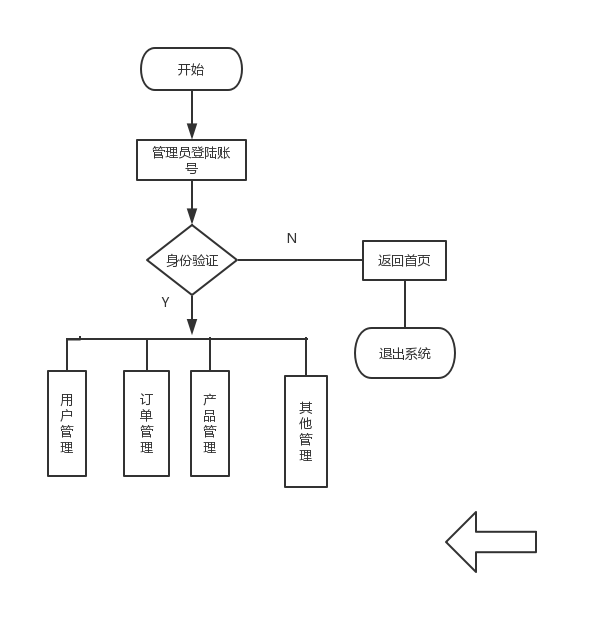 开始
管理员登陆账
号
身份验证
N
返回首页
Y
退出系统
用
户
管
理
订
单
管
理
产
品
管
理
其
他
管
理